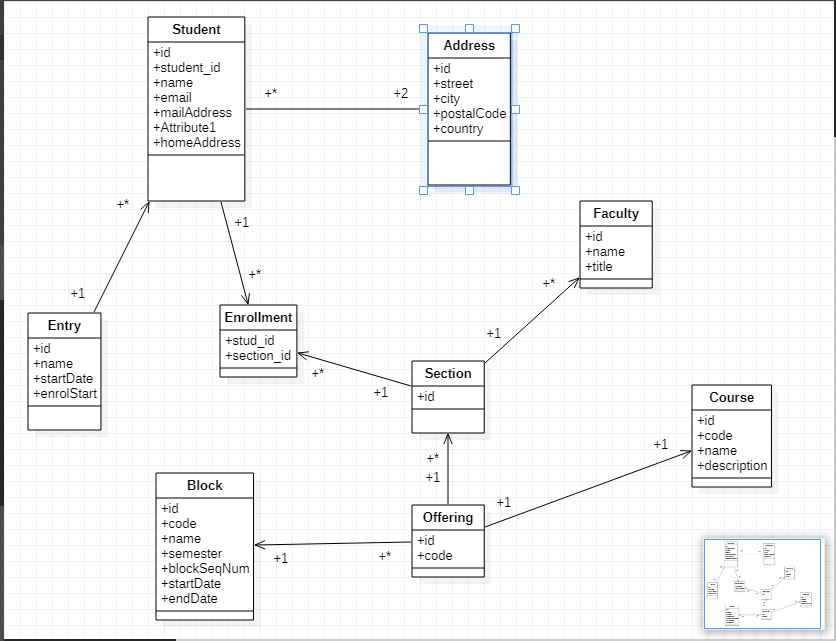 Student
+id
+student_id
+name
+email
+mailAddress
+Attribute1
+homeAddress
+*
+2
Address
+id
+street
+city
+postalCode
+country
+*
+1
+1
+*
Faculty
+id
+name
+title
+*
+1
Entry
+id
+name
+startDate
+enrolStart
Enrollment
+stud_id
+section_id
+*
+1
Section
+id
Course
+id
+code
+name
+description
+1
+1
+*
+1
Block
+id
+code
+name
+semester
+blockSeqNum
+startDate
+endDate
+1
+*
Offering
+id
+code